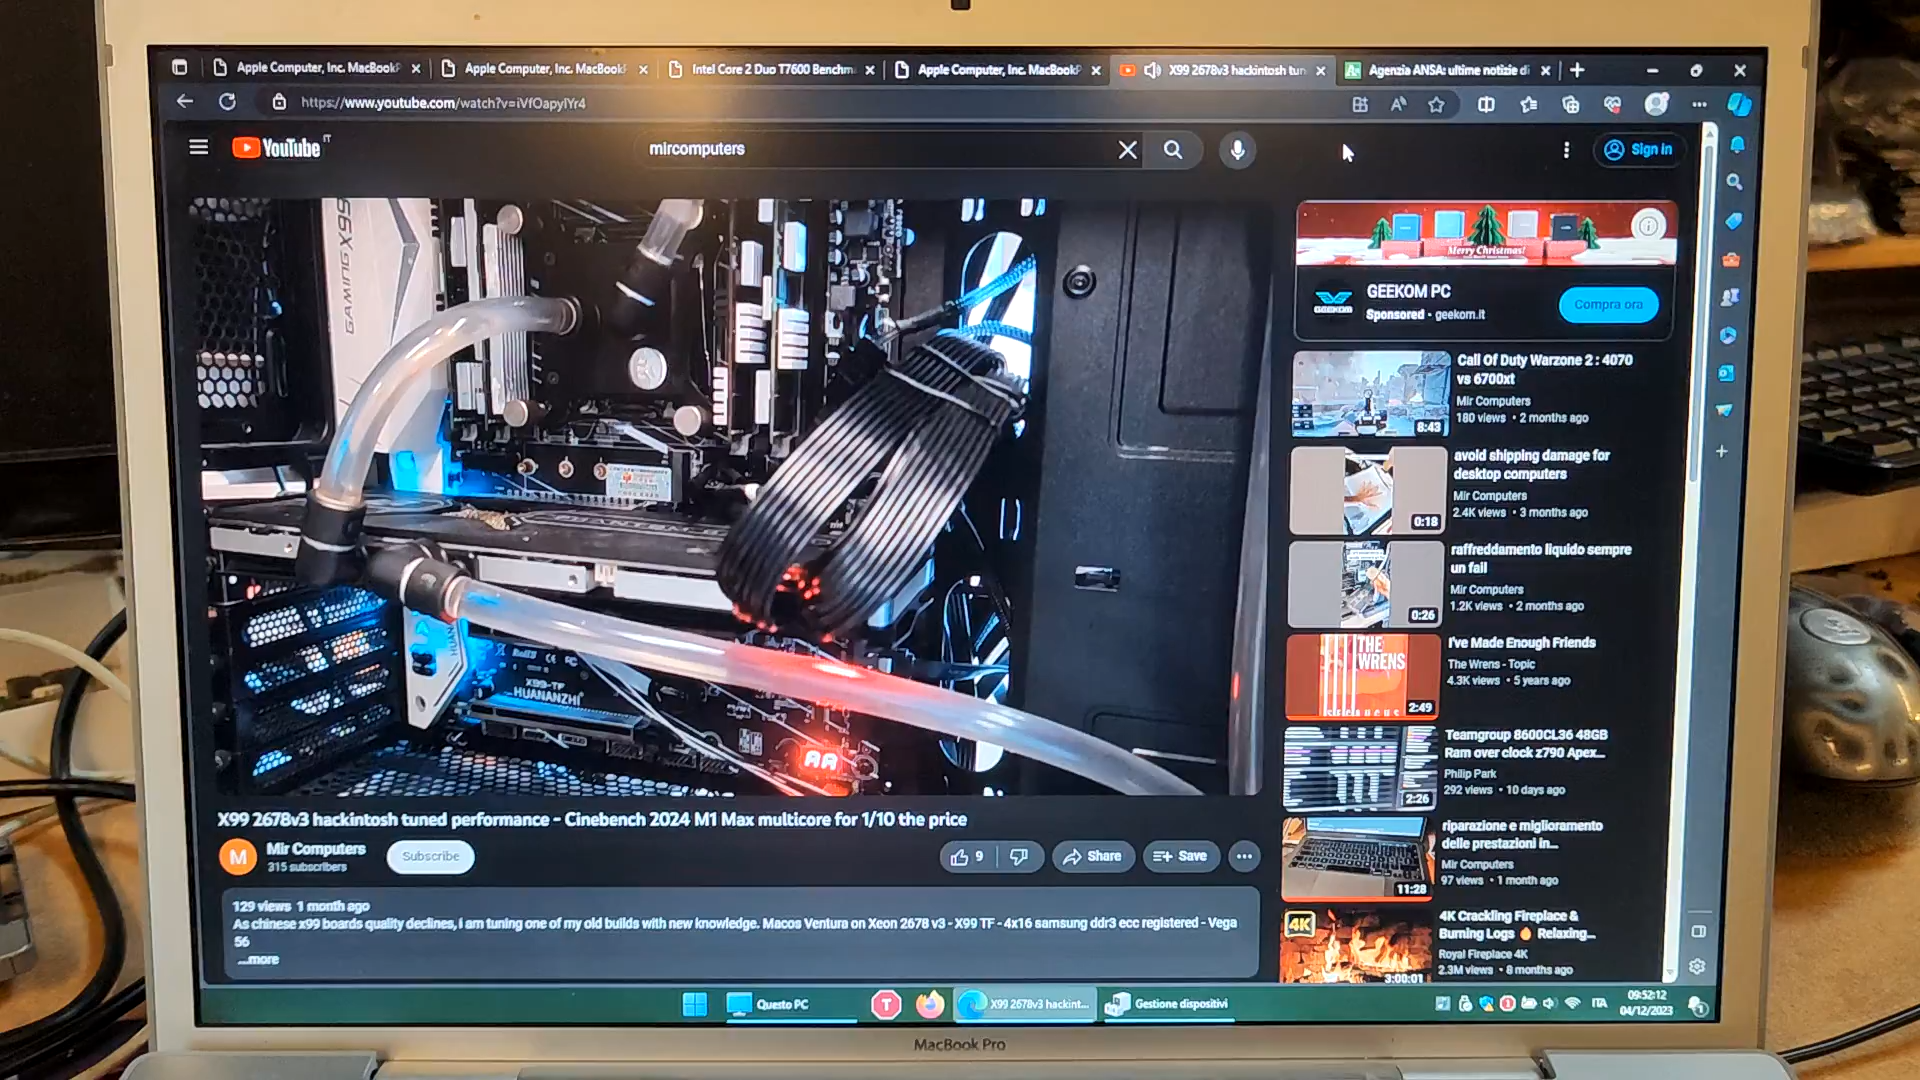 Apple Computer, Inc. MacBookP
Apple Computer, Inc. MacBookl
Intel Core 2 Duo T7600 Benchma
Apple Computer, Inc. MacBookP
X99 2678v3 hackintosh tun
Agenzia ANSA: ultime notizie di
https://www.youtube.com/watch?v=iVfOapyIYr4
YouTube IT
mircomputers
Sign in
GAMING X99
X99-TF
HUANANZHI
RoHS
AA
Merry Christmas!
GEEKOM
GEEKOM PC
Sponsored • geekom.it
Compra ora
Call Of Duty Warzone 2 : 4070
vs 6700xt
Mir Computers
180 views • 2 months ago
8:43
avoid shipping damage for
desktop computers
Mir Computers
2.4K views • 3 months ago
0:18
raffreddamento liquido sempre
un fail
Mir Computers
1.2K views • 2 months ago
0:26
THE
WRENS
I've Made Enough Friends
The Wrens - Topic
4.3K views • 5 years ago
2:49
Teamgroup 8600CL36 48GB
Ram over clock z790 Apex...
Philip Park
292 views • 10 days ago
2:26
riparazione e miglioramento
delle prestazioni in...
Mir Computers
97 views • 1 month ago
11:28
4K
4K Crackling Fireplace &
Burning Logs 🔥 Relaxing...
Royal Fireplace 4K
2.3M views • 8 months ago
3:00:01
X99 2678v3 hackintosh tuned performance - Cinebench 2024 M1 Max multicore for 1/10 the price
M
Mir Computers
315 subscribers
Subscribe
9
Share
Save
129 views 1 month ago
As chinese x99 boards quality declines, i am tuning one of my old builds with new knowledge. Macos Ventura on Xeon 2678 v3 - X99 TF - 4x16 samsung ddr3 ecc registered - Vega
56
...more
Questo PC
T
X99 2678v3 hackint...
Gestione dispositivi
ITA
09:52:12
04/12/2023
MacBook Pro